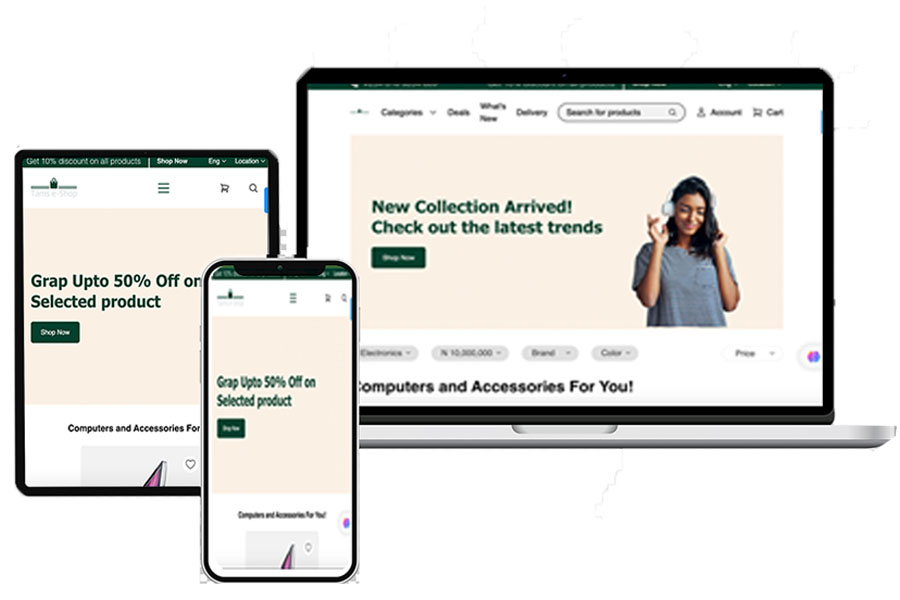 Get 10% discount on all products | Shop Now Eng Location
Tams e-Shop
Grap Upto 50% Off on
Selected product
Shop Now
Computers and Accessories For
Location
Grap Upto 50% Off on
Selected product
Shop Now
Computers and Accessories For You!
Get 10% discount on all products Shop Now Eng Location
Categories Deals What's New Delivery Search for products Account Cart
New Collection Arrived!
Check out the latest trends
Shop Now
Electronics N 10,000,000 Brand Color Price
Computers and Accessories For You!